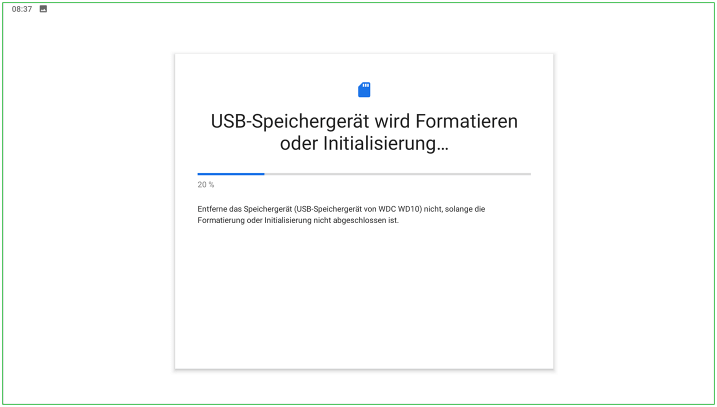 08:37
USB-Speichergerät wird Formatieren
oder Initialisierung…
20 %
Entferne das Speichergerät (USB-Speichergerät von WDC WD10) nicht, solange die
Formatierung oder Initialisierung nicht abgeschlossen ist.